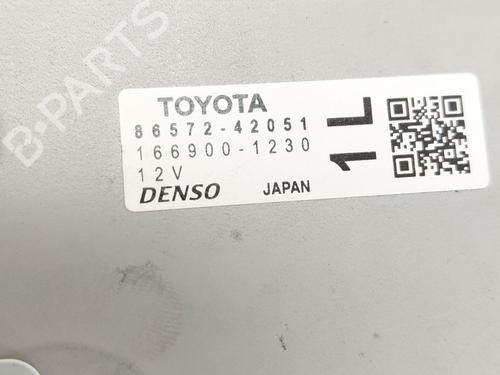 B-PARTS
TOYOTA
86572-42051
166900-1230
12V
DENSO JAPAN
1L